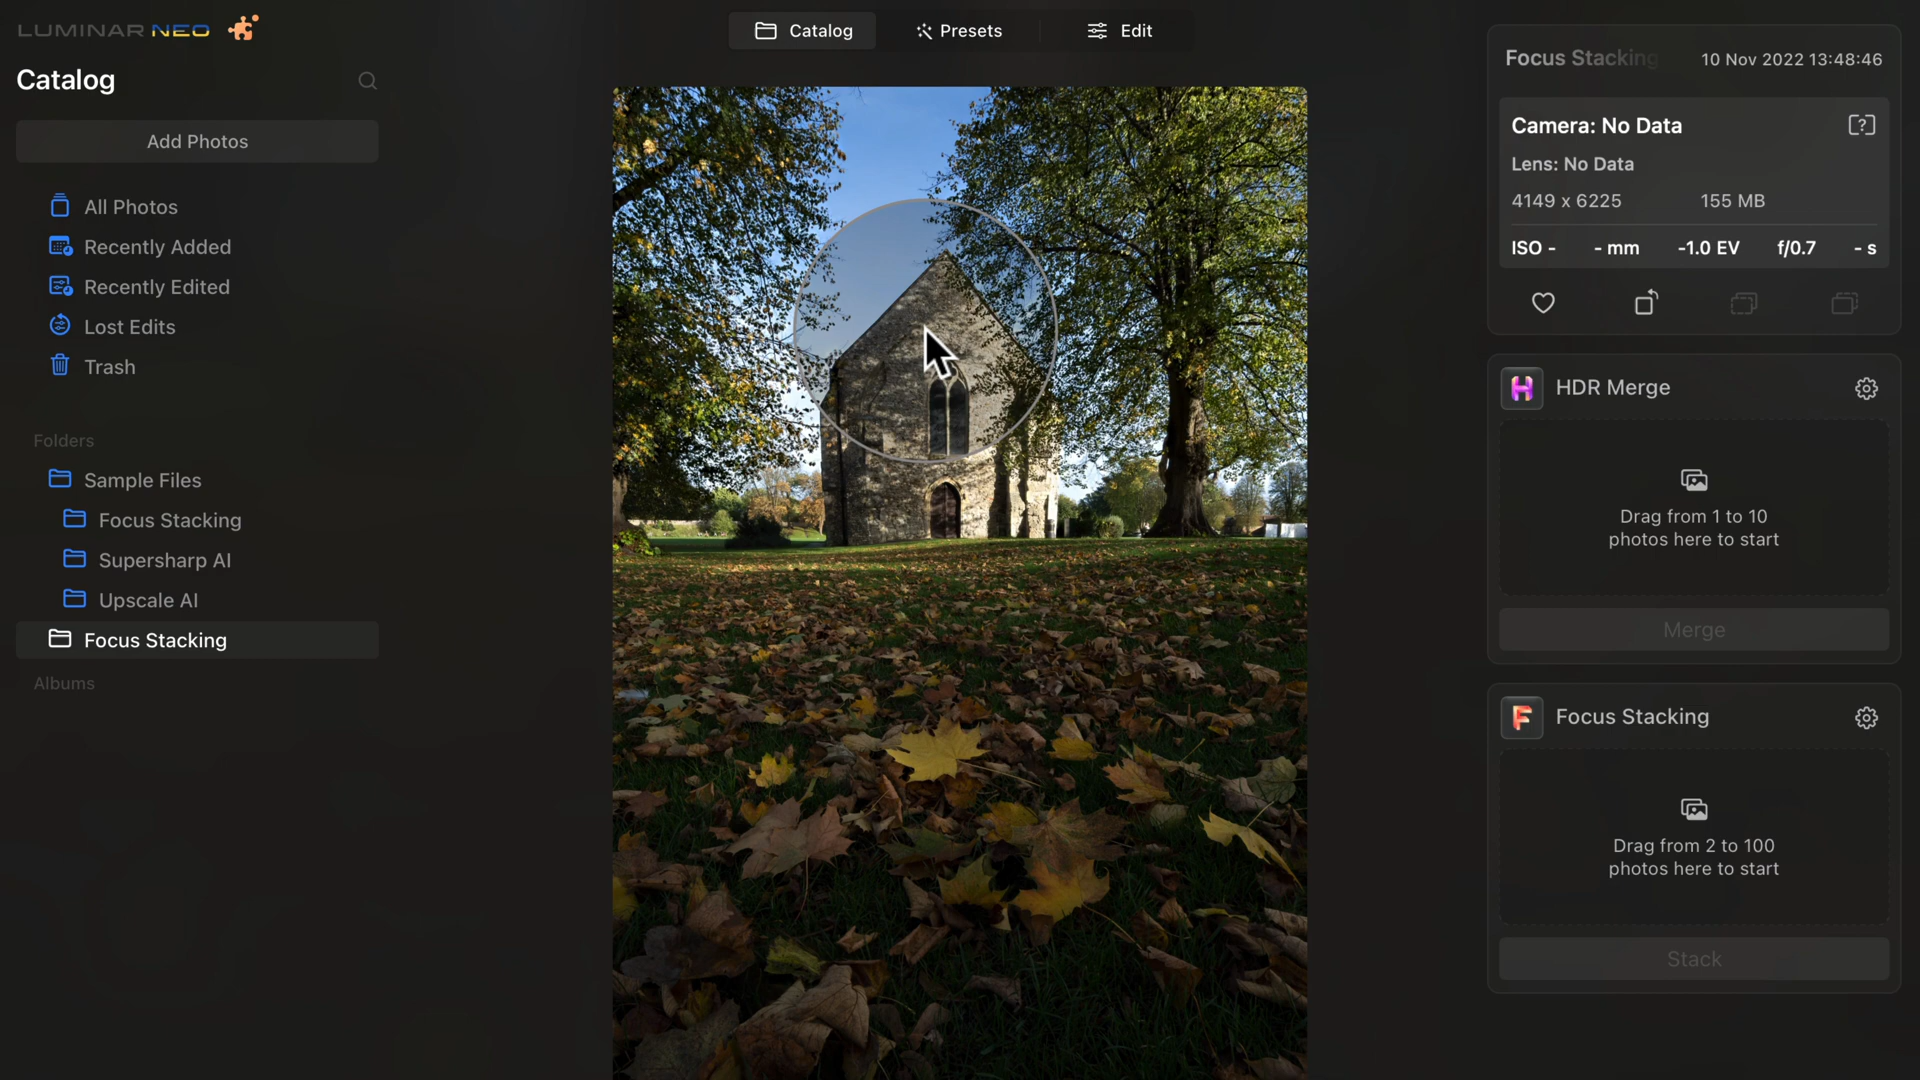 LUMINAR NEO
Catalog
Presets
Edit
Catalog
Add Photos
All Photos
Recently Added
Recently Edited
Lost Edits
Trash
Folders
Sample Files
Focus Stacking
Supersharp AI
Upscale AI
Focus Stacking
Albums
Focus Stacking 10 Nov 2022 13:48:46
Camera: No Data [?]
Lens: No Data
4149 x 6225 155 MB
ISO - - mm -1.0 EV f/0.7 - s
H HDR Merge
Drag from 1 to 10
photos here to start
Merge
F Focus Stacking
Drag from 2 to 100
photos here to start
Stack